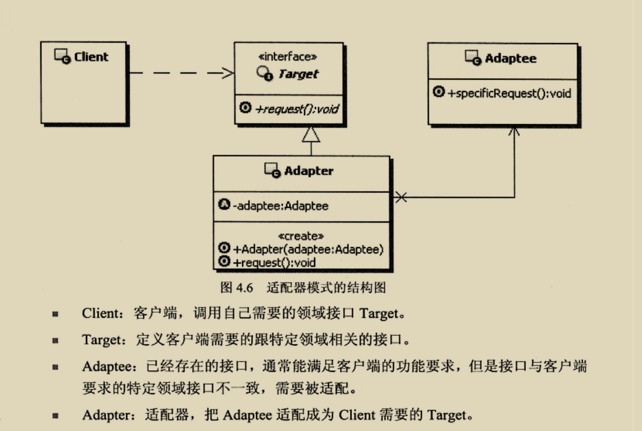 Client
«interface»
Target
+request():void
Adaptee
+specificRequest():void
Adapter
-adaptee:Adaptee
«create»
+Adapter(adaptee:Adaptee)
+request():void
图 4.6 适配器模式的结构图
■ Client：客户端，调用自己需要的领域接口 Target。
■ Target：定义客户端需要的跟特定领域相关的接口。
■ Adaptee：已经存在的接口，通常能满足客户端的功能要求，但是接口与客户端
要求的特定领域接口不一致，需要被适配。
■ Adapter：适配器，把 Adaptee 适配成为 Client 需要的 Target。